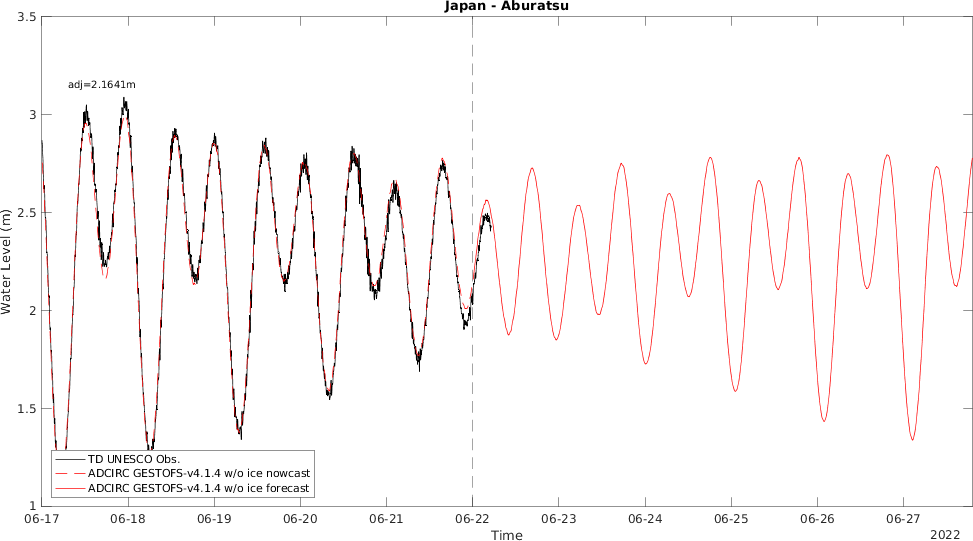 Japan - Aburatsu
3.5
3
2.5
2
1.5
1
Water Level (m)
adj=2.1641m
TD UNESCO Obs.
ADCIRC GESTOFS-v4.1.4 w/o ice nowcast
ADCIRC GESTOFS-v4.1.4 w/o ice forecast
06-17 06-18 06-19 06-20 06-21 06-22 06-23 06-24 06-25 06-26 06-27
Time
2022